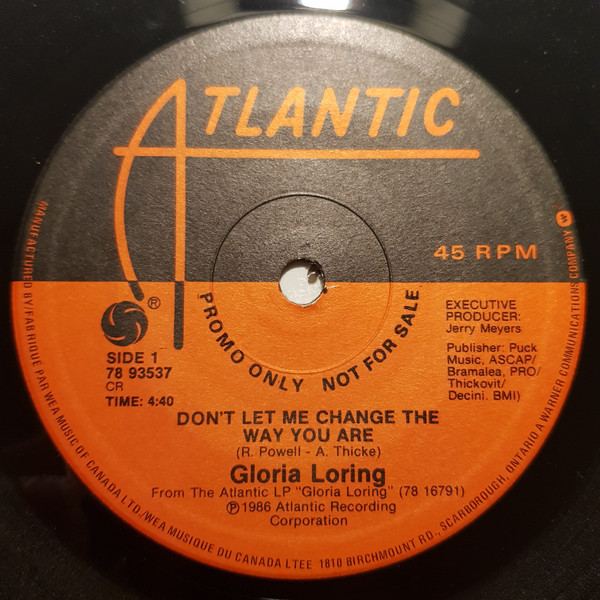 ATLANTIC
45 RPM
®
PROMO ONLY NOT FOR SALE
EXECUTIVE
PRODUCER:
Jerry Meyers
Publisher: Puck
Music, ASCAP/
Bramalea, PRO/
Thickovit/
Decini. BMI)
SIDE 1
78 93537
CR
TIME: 4:40
DON'T LET ME CHANGE THE
WAY YOU ARE
(R. Powell - A. Thicke)
Gloria Loring
From The Atlantic LP "Gloria Loring" (78 16791)
℗1986 Atlantic Recording
Corporation
MANUFACTURED BY/FABRIQUE PAR WEA MUSIC OF CANADA LTD/WEA MUSIQUE DU CANADA LTEE 1810 BIRCHMOUNT RD., SCARBOROUGH, ONTARIO A WARNER COMMUNICATIONS COMPANY